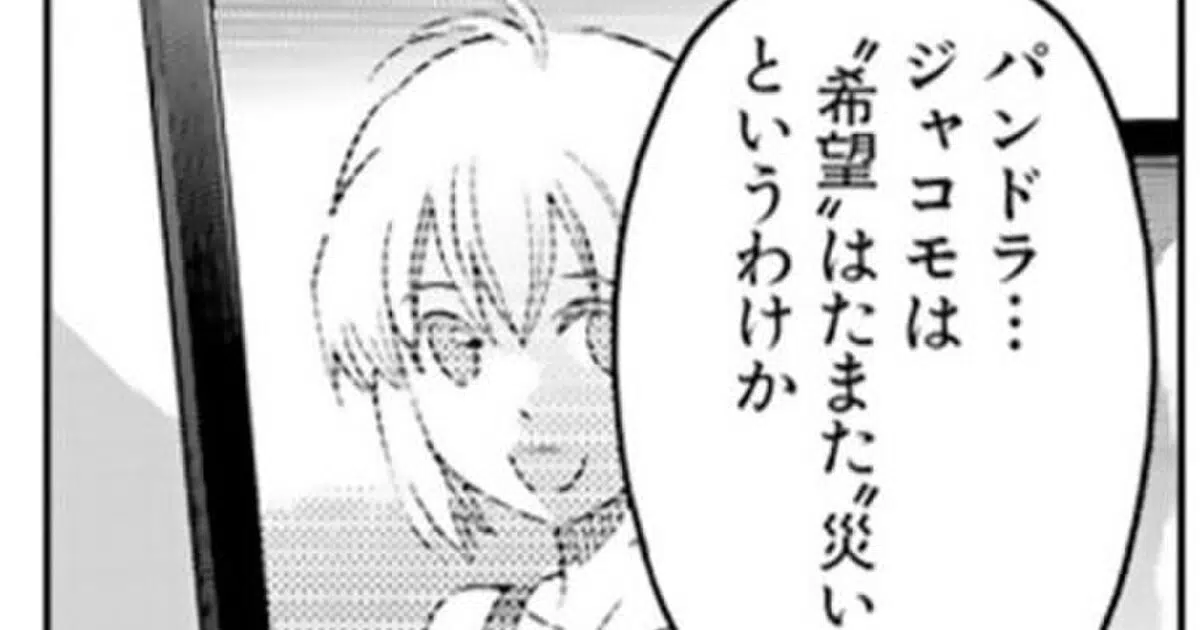 パンドラ…
ジャコモは
〝希望〟はたまた〝災い
というわけか